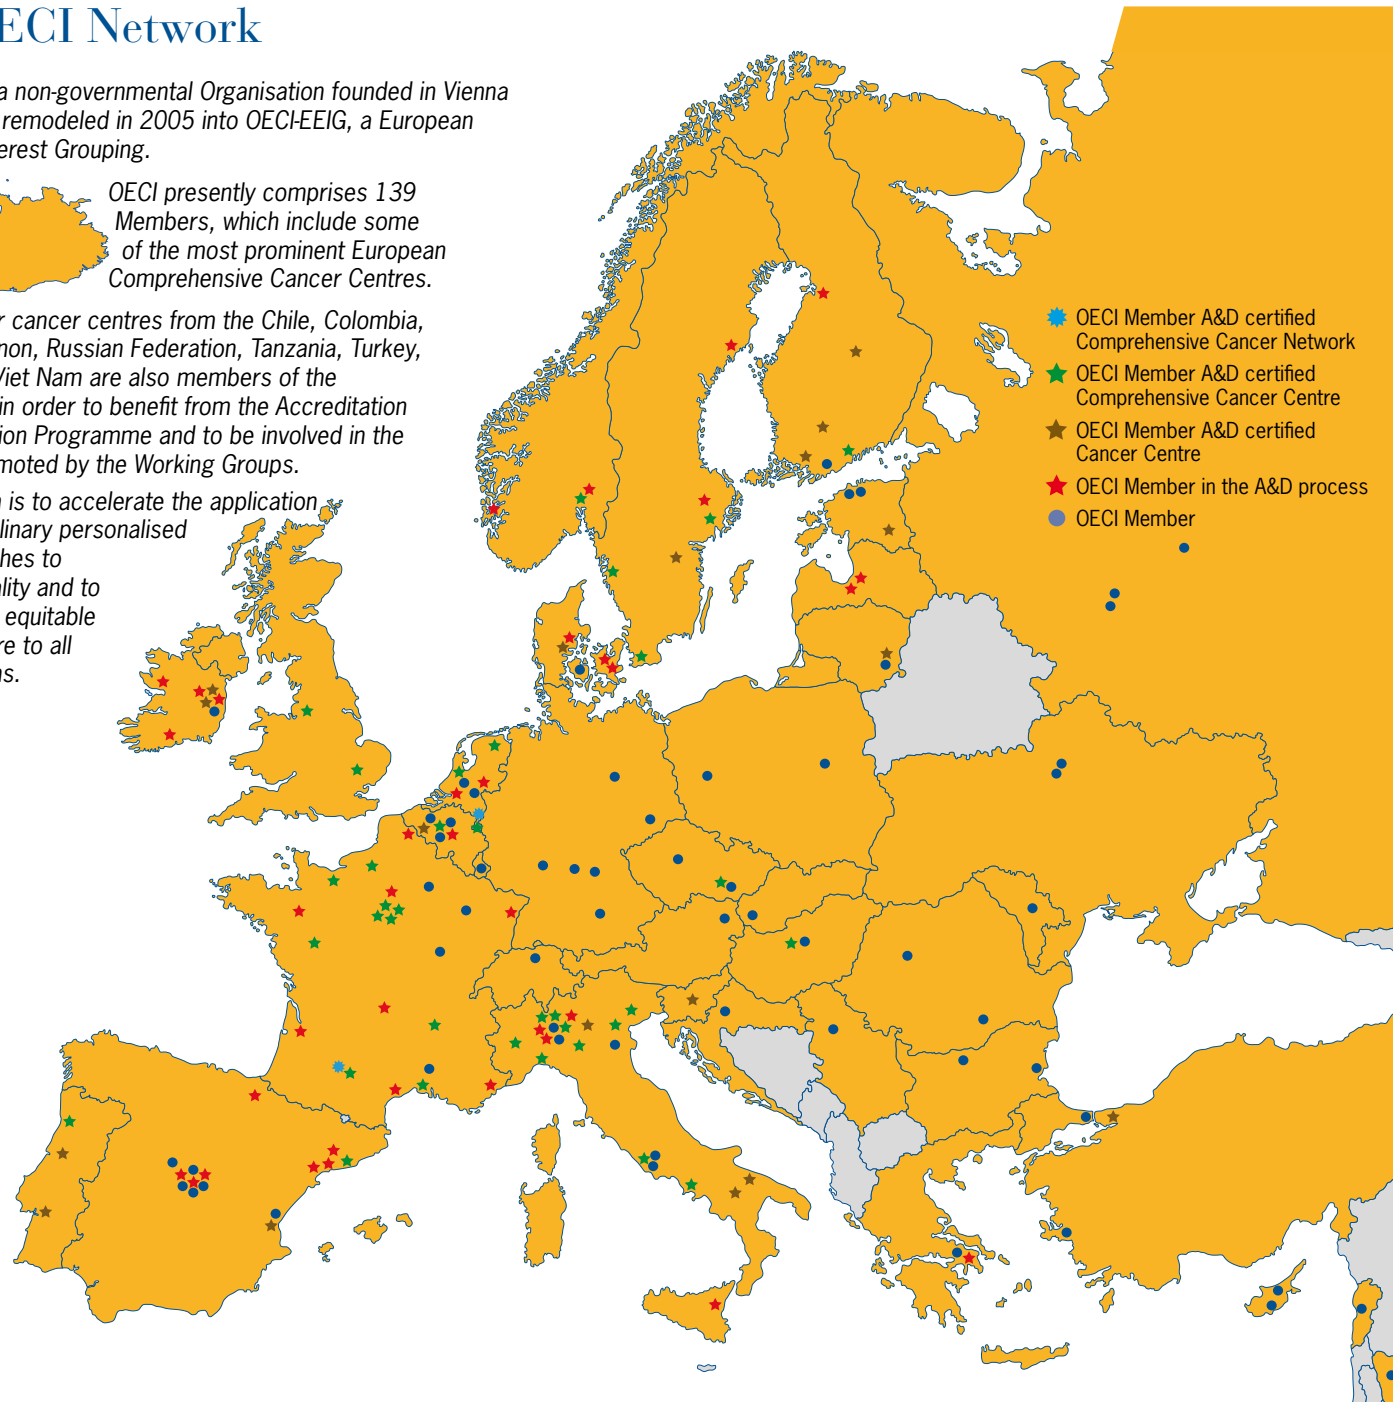 ECI Network
a non-governmental Organisation founded in Vienna
remodeled in 2005 into OECI-EEIG, a European
erest Grouping.
OECI presently comprises 139
Members, which include some
of the most prominent European
Comprehensive Cancer Centres.
r cancer centres from the Chile, Colombia,
non, Russian Federation, Tanzania, Turkey,
Viet Nam are also members of the
in order to benefit from the Accreditation
ion Programme and to be involved in the
moted by the Working Groups.
is to accelerate the application
linary personalised
hes to
ality and to
equitable
re to all
ns.
OECI Member A&D certified
Comprehensive Cancer Network
OECI Member A&D certified
Comprehensive Cancer Centre
OECI Member A&D certified
Cancer Centre
OECI Member in the A&D process
OECI Member